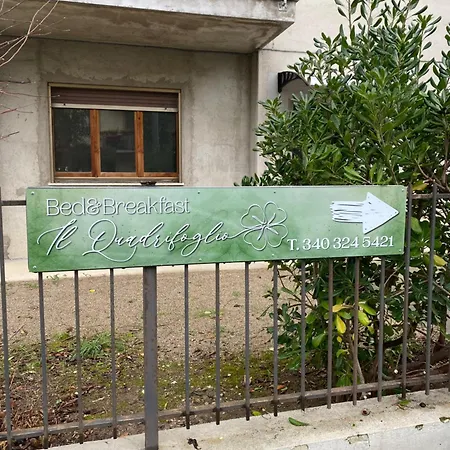 Bed&Breakfast
Il Quadrifoglio
T. 340 324 5421